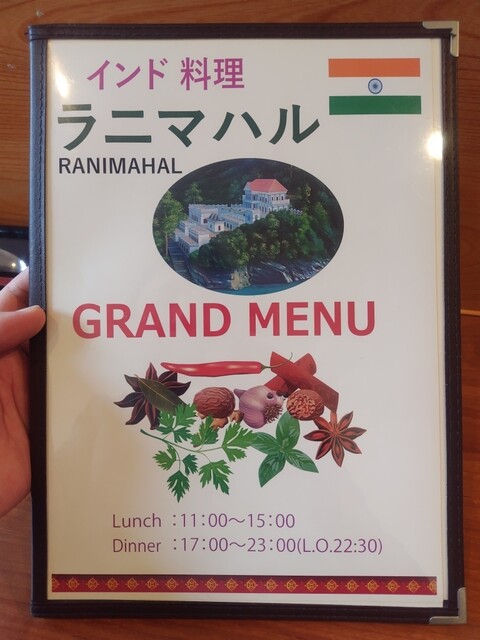 インド 料理
ラニマハル
RANIMAHAL
GRAND MENU
Lunch :11:00～15:00
Dinner :17:00～23:00(L.O.22:30)